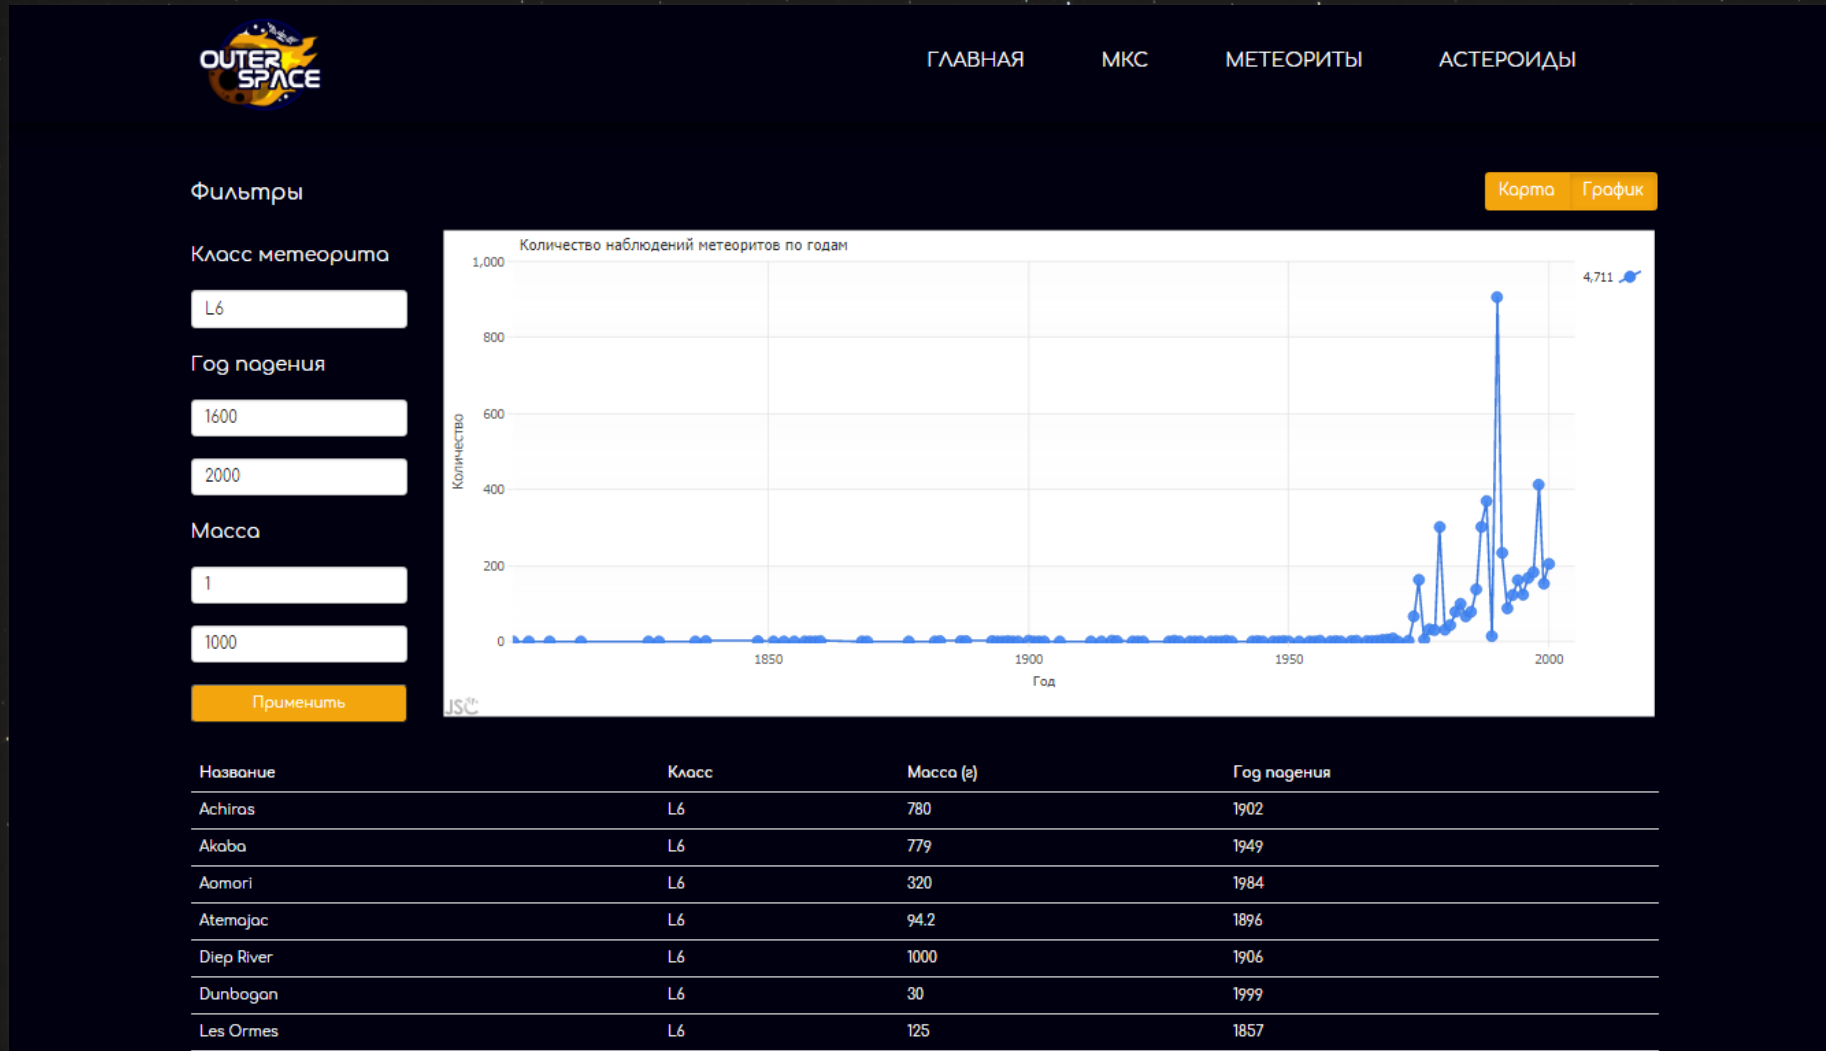 OUTER
SPACE
ГЛАВНАЯ МКС МЕТЕОРИТЫ АСТЕРОИДЫ
Фильтры
Карта График
Класс метеорита
L6
Год падения
1600
2000
Масса
1
1000
Применить
Количество наблюдений метеоритов по годам
1,000
800
600
400
200
0
Количество
1850 1900 1950 2000
Год
4,711
JSC
Название Класс Масса (г) Год падения
Achiras L6 780 1902
Akaba L6 779 1949
Aomori L6 320 1984
Atemajac L6 94.2 1896
Diep River L6 1000 1906
Dunbogan L6 30 1999
Les Ormes L6 125 1857